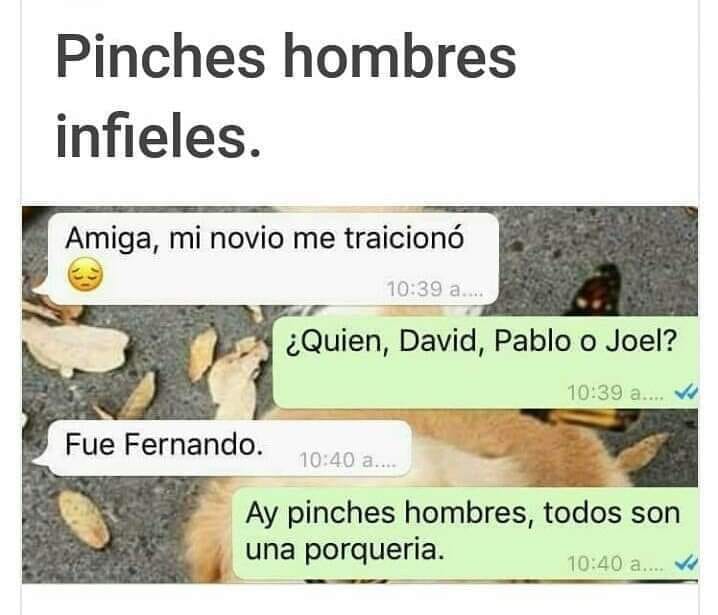 Pinches hombres
infieles.
Amiga, mi novio me traicionó
😔
10:39 a....
¿Quien, David, Pablo o Joel?
10:39 a....
Fue Fernando.
10:40 a....
Ay pinches hombres, todos son
una porqueria.
10:40 a....